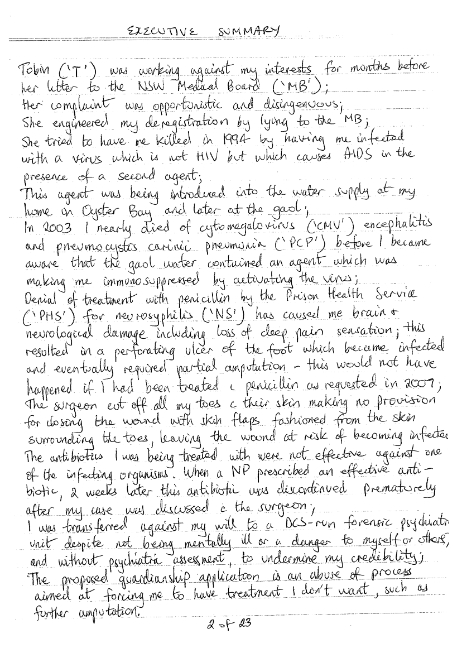 EXECUTIVE SUMMARY
Tobin ('T') was working against my interests for months before
her letter to the NSW Medical Board ('MB');
Her complaint was opportunistic and disingenuous;
She engineered my deregistration by lying to the MB;
She tried to have me killed in 1994 by having me infected
with a virus which is not HIV but which causes AIDS in the
presence of a second agent;
This agent was being introduced into the water supply at my
home in Oyster Bay and later at the gaol;
In 2003 I nearly died of cytomegalovirus ('CMV') encephalitis
and pneumocystis carinii pneumonia ('PCP') before I became
aware that the gaol water contained an agent which was
making me immunosuppressed by activating the virus;
Denial of treatment with penicillin by the Prison Health Service
('PHS') for neurosyphilis ('NS') has caused me brain &
neurological damage including loss of deep pain sensation; this
resulted in a perforating ulcer of the foot which became infected
and eventually required partial amputation - this would not have
happened if I had been treated c penicillin as requested in 2007;
The surgeon cut off all my toes c their skin making no provision
for closing the wound with skin flaps fashioned from the skin
surrounding the toes, leaving the wound at risk of becoming infected
The antibiotics I was being treated with were not effective against one
of the infecting organisms. When a NP prescribed an effective anti-
biotic, 2 weeks later this antibiotic was discontinued prematurely
after my case was discussed c the surgeon;
I was transferred against my will to a DCS-run forensic psychiatric
unit despite not being mentally ill or a danger to myself or others,
and without psychiatric assessment, to undermine my credibility;
The proposed guardianship application is an abuse of process
aimed at forcing me to have treatment I don't want, such as
further amputation.
2 of 23